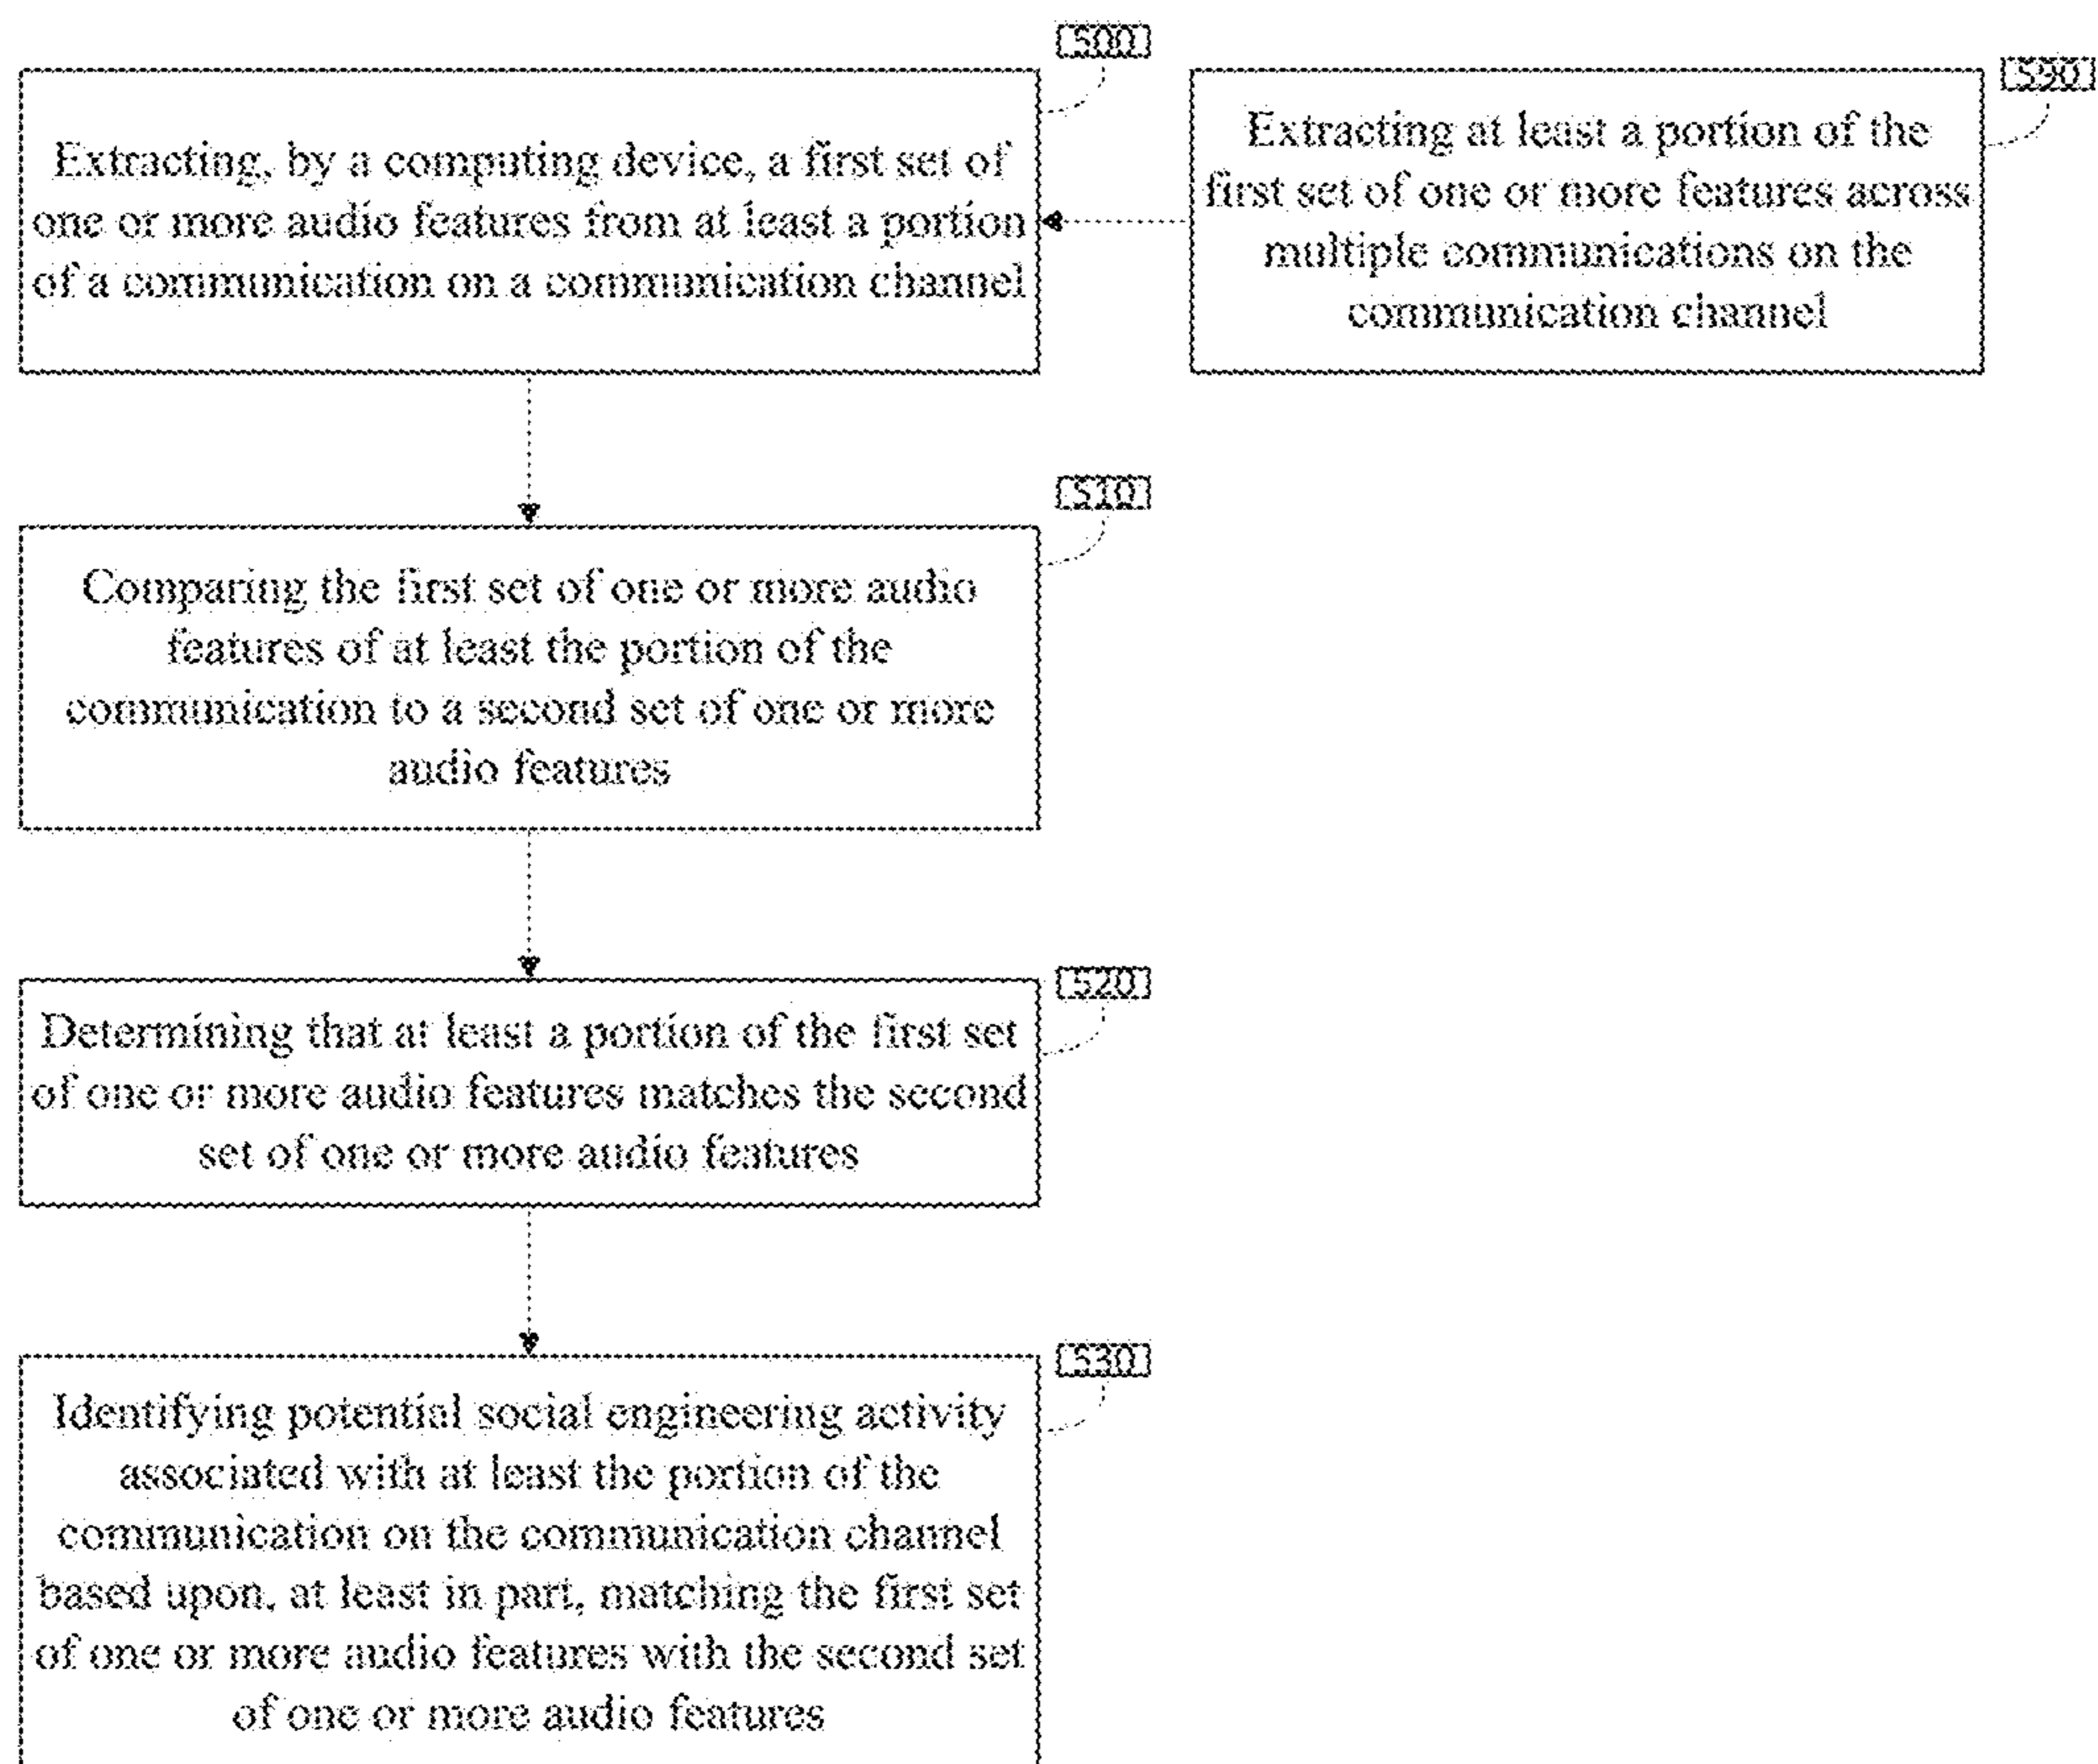 500
Extracting, by a computing device, a first set of
one or more audio features from at least a portion
of a communication on a communication channel
Extracting at least a portion of the
first set of one or more features across
multiple communications on the
communication channel
510
Comparing the first set of one or more audio
features of at least the portion of the
communication to a second set of one or more
audio features
520
Determining that at least a portion of the first set
of one or more audio features matches the second
set of one or more audio features
530
Identifying potential social engineering activity
associated with at least the portion of the
communication on the communication channel
based upon, at least in part, matching the first set
of one or more audio features with the second set
of one or more audio features